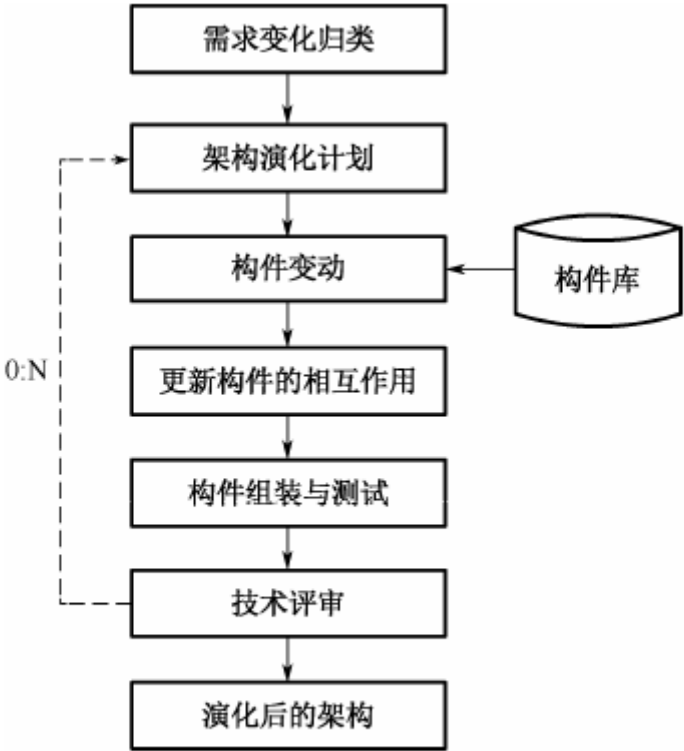 需求变化归类
架构演化计划
构件变动
构件库
更新构件的相互作用
0:N
构件组装与测试
技术评审
演化后的架构